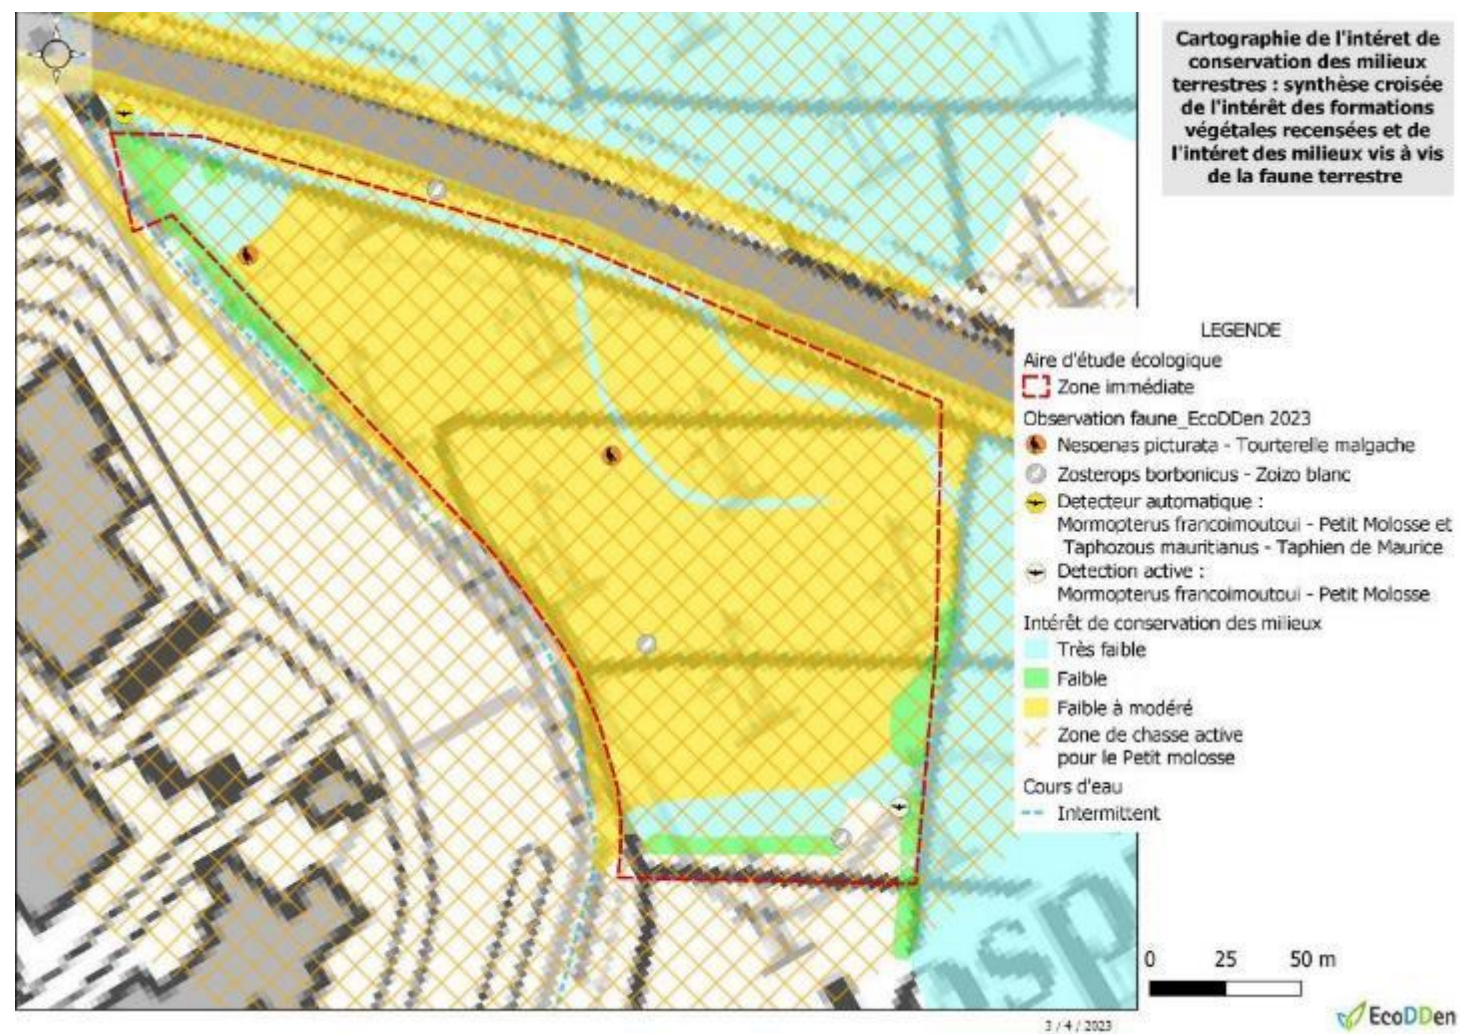 Cartographie de l'intéret de
conservation des milieux
terrestres : synthèse croisée
de l'intérêt des formations
végétales recensées et de
l'intéret des milieux vis à vis
de la faune terrestre
LEGENDE
Aire d'étude écologique
Zone immédiate
Observation faune_EcoDDen 2023
Nesoenas picturata - Tourterelle malgache
Zosterops borbonicus - Zoizo blanc
Detecteur automatique :
Mormopterus francoimoutoui - Petit Molosse et
Taphozous mauritianus - Taphien de Maurice
Detection active :
Mormopterus francoimoutoui - Petit Molosse
Intérêt de conservation des milieux
Très faible
Faible
Faible à modéré
Zone de chasse active
pour le Petit molosse
Cours d'eau
Intermittent
0 25 50 m
3 / 4 / 2023
EcoDDen